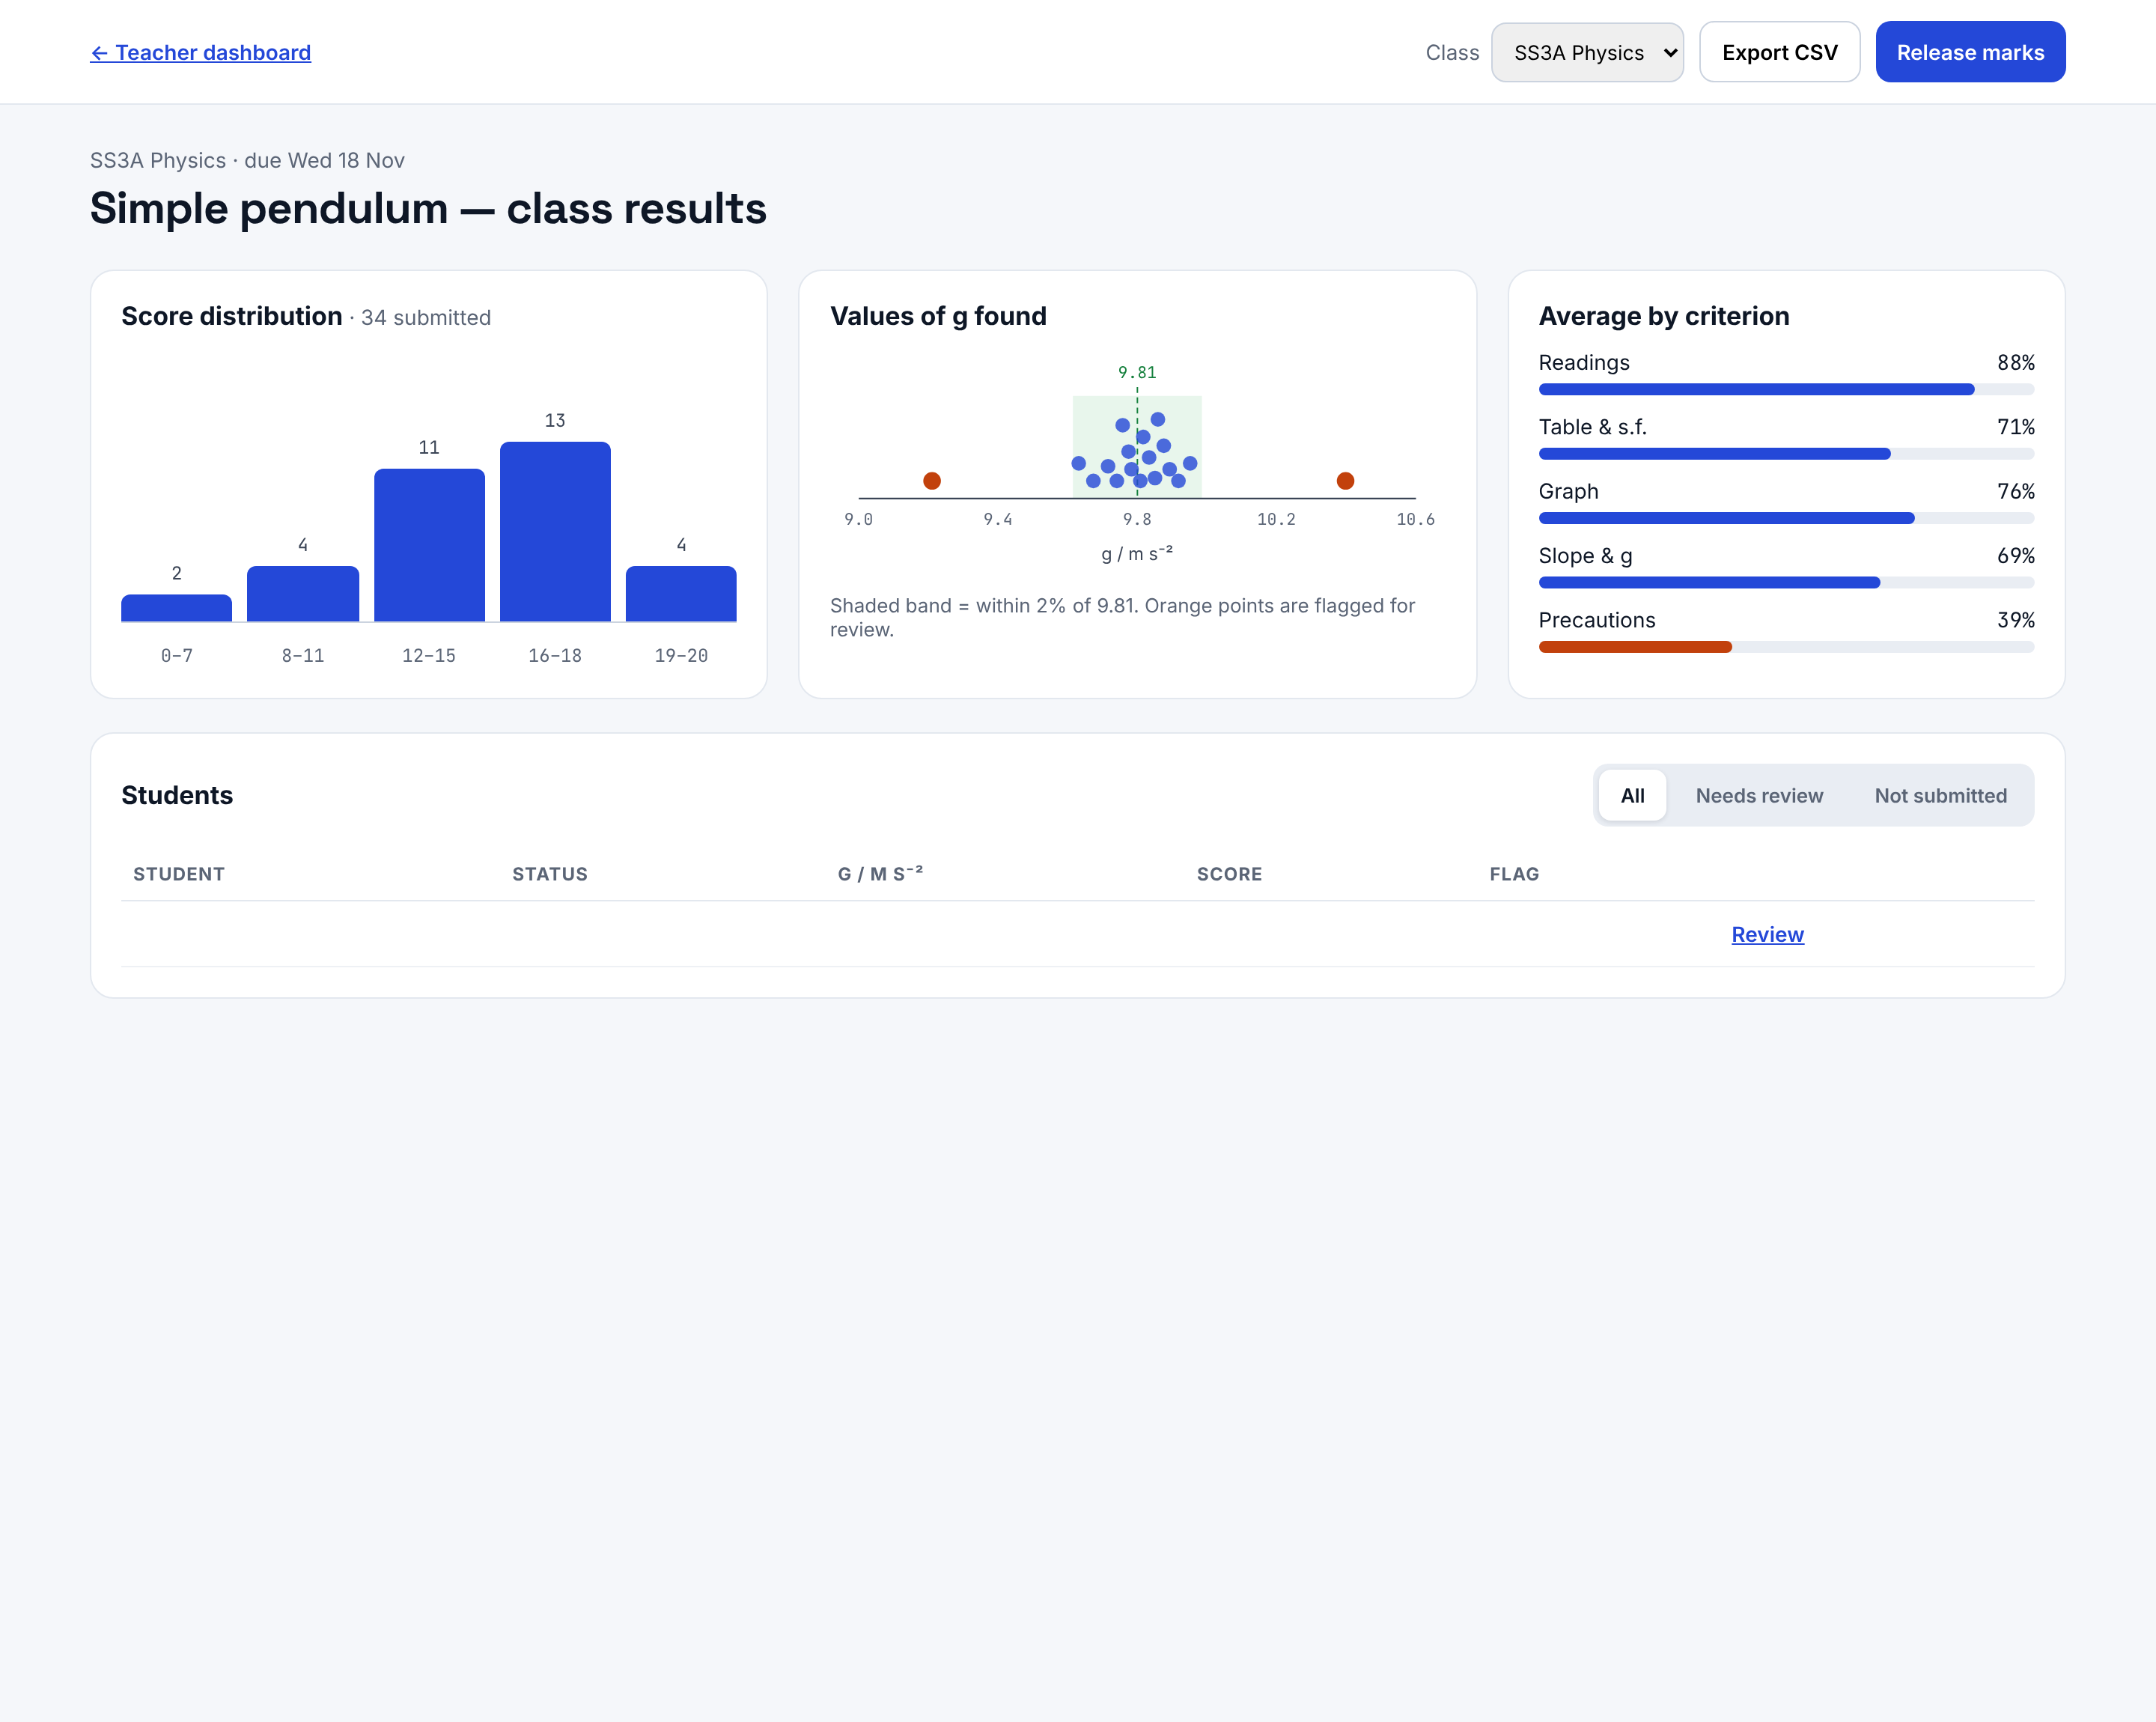 ← Teacher dashboard
Class
SS3A Physics
Export CSV
Release marks
SS3A Physics · due Wed 18 Nov
Simple pendulum — class results
Score distribution · 34 submitted
2
4
11
13
4
0–7
8–11
12–15
16–18
19–20
Values of g found
9.81
9.0
9.4
9.8
10.2
10.6
g / m s⁻²
Shaded band = within 2% of 9.81. Orange points are flagged for
review.
Average by criterion
Readings 88%
Table & s.f. 71%
Graph 76%
Slope & g 69%
Precautions 39%
Students
All
Needs review
Not submitted
STUDENT
STATUS
G / M S⁻²
SCORE
FLAG
Review